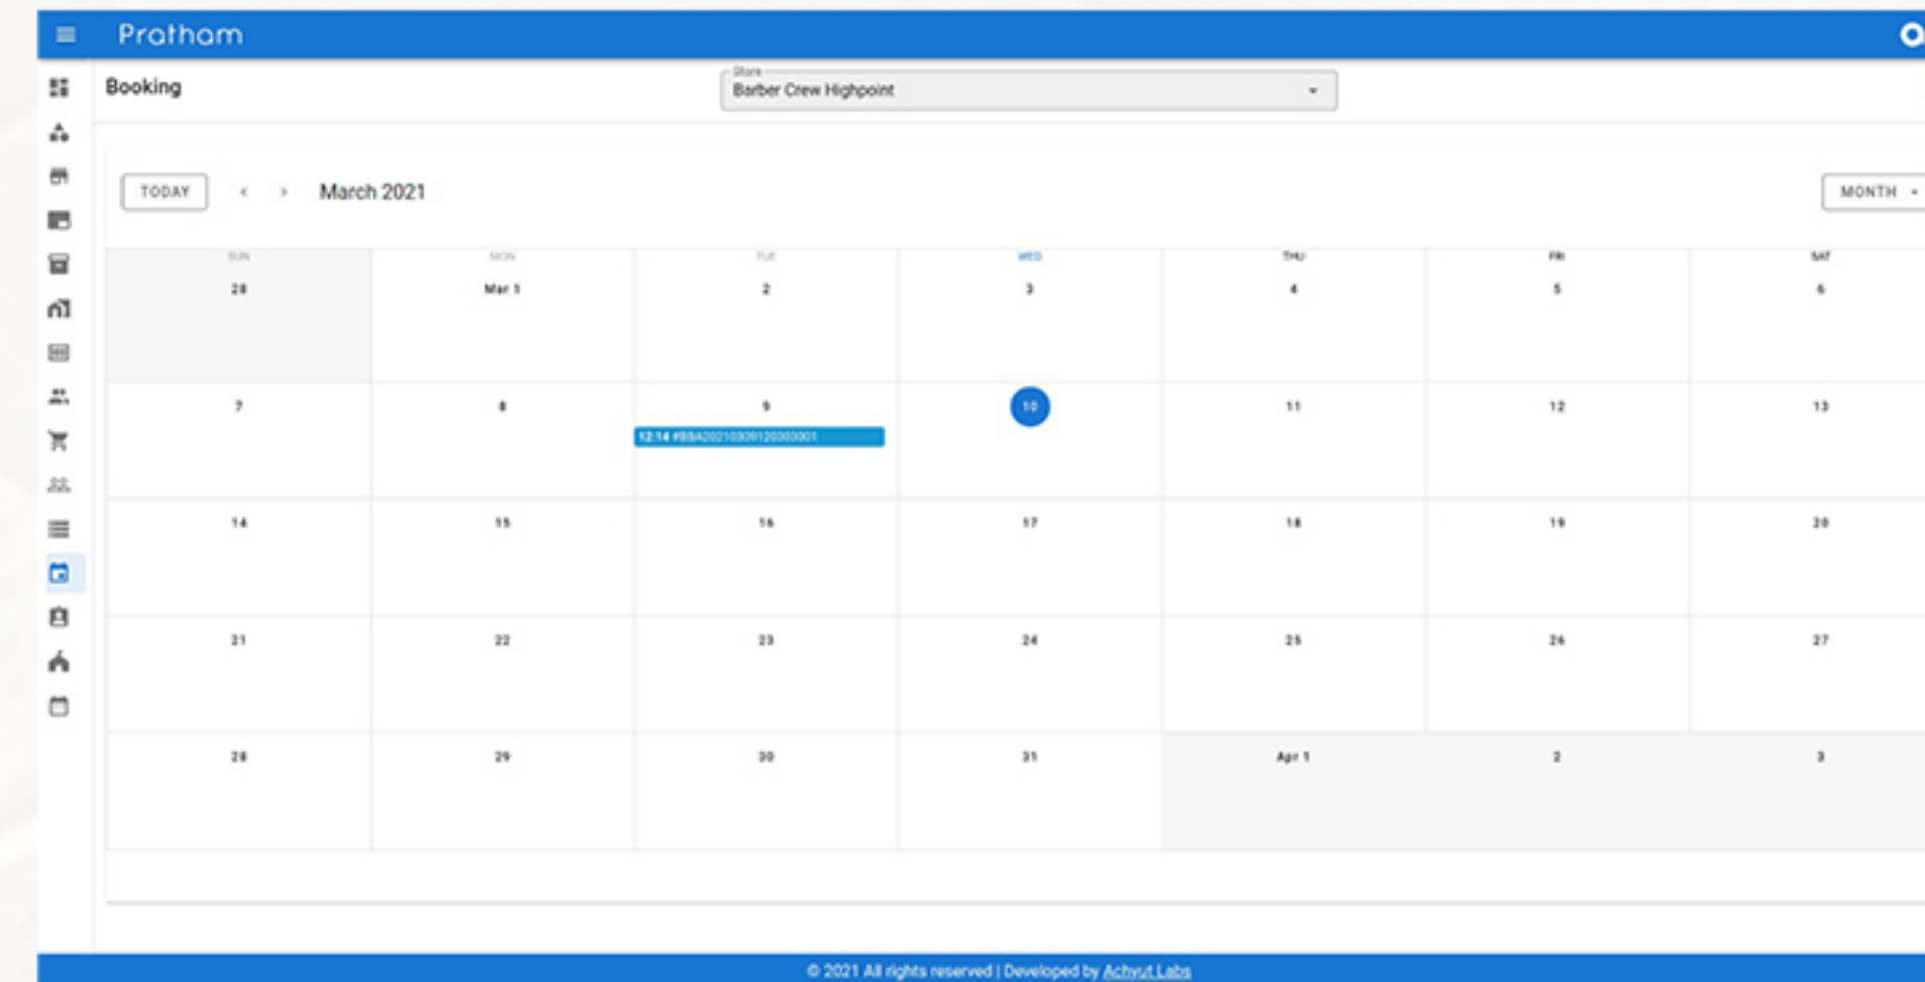 Pratham
Booking
Store
Barber Crew Highpoint
TODAY < > March 2021
MONTH
SUN MON TUE WED THU FRI SAT
28 Mar 1 2 3 4 5 6
7 8 9 10 11 12 13
12:14
14 15 16 17 18 19 20
21 22 23 24 25 26 27
28 29 30 31 Apr 1 2 3
© 2021 All rights reserved | Developed by Achyut Labs